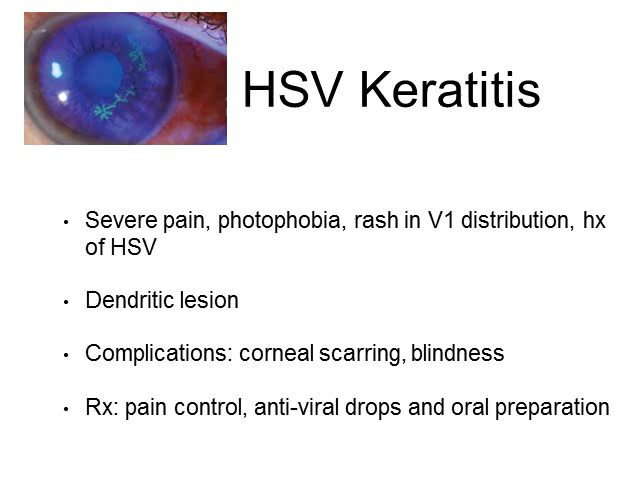 HSV Keratitis
• Severe pain, photophobia, rash in V1 distribution, hx
of HSV
• Dendritic lesion
• Complications: corneal scarring, blindness
• Rx: pain control, anti-viral drops and oral preparation